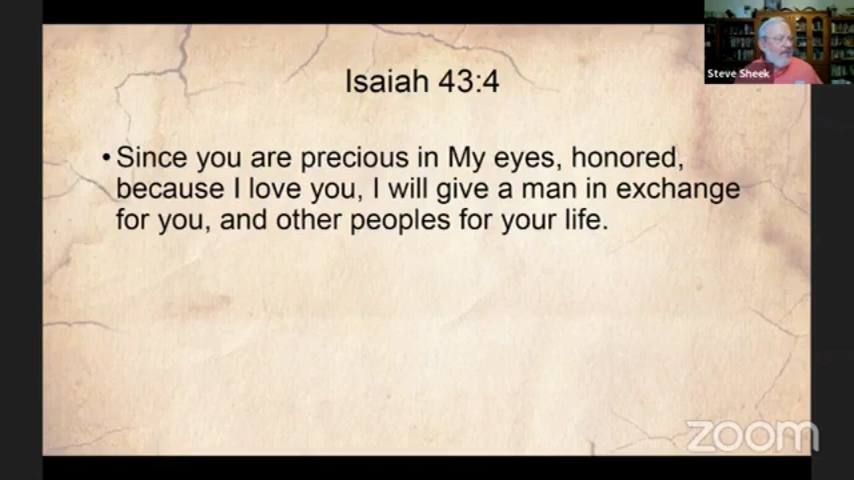 Steve Sheek
Isaiah 43:4
• Since you are precious in My eyes, honored,
because I love you, I will give a man in exchange
for you, and other peoples for your life.
zoom